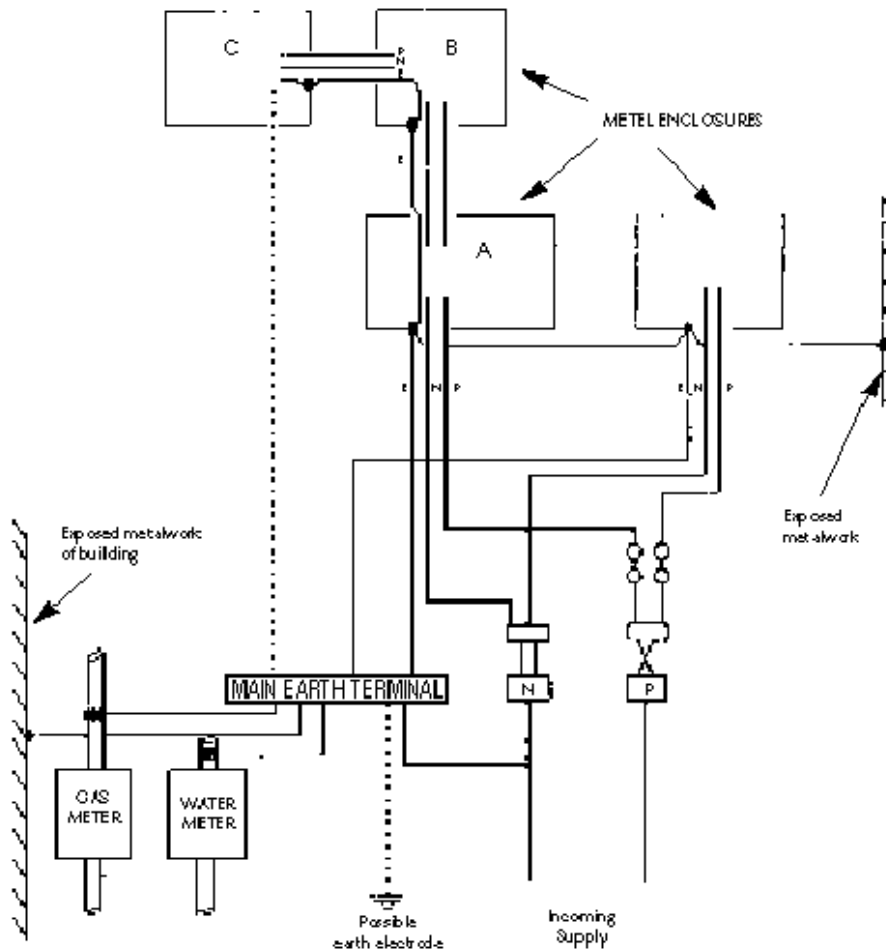 C
B
P
N
E
METEL ENCLOSURES
E
A
E N P
E N P
Exposed metalwork
of buillding
Exposed
metalwork
MAIN EARTH TERMINAL
N
P
GAS
METER
WATER
METER
Possible
earth electrode
Incoming
Supply